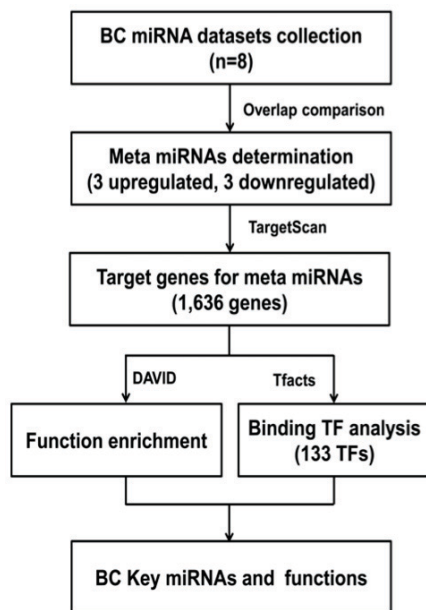 BC miRNA datasets collection
(n=8)
Overlap comparison
Meta miRNAs determination
(3 upregulated, 3 downregulated)
TargetScan
Target genes for meta miRNAs
(1,636 genes)
DAVID
Tfacts
Function enrichment
Binding TF analysis
(133 TFs)
BC Key miRNAs and functions